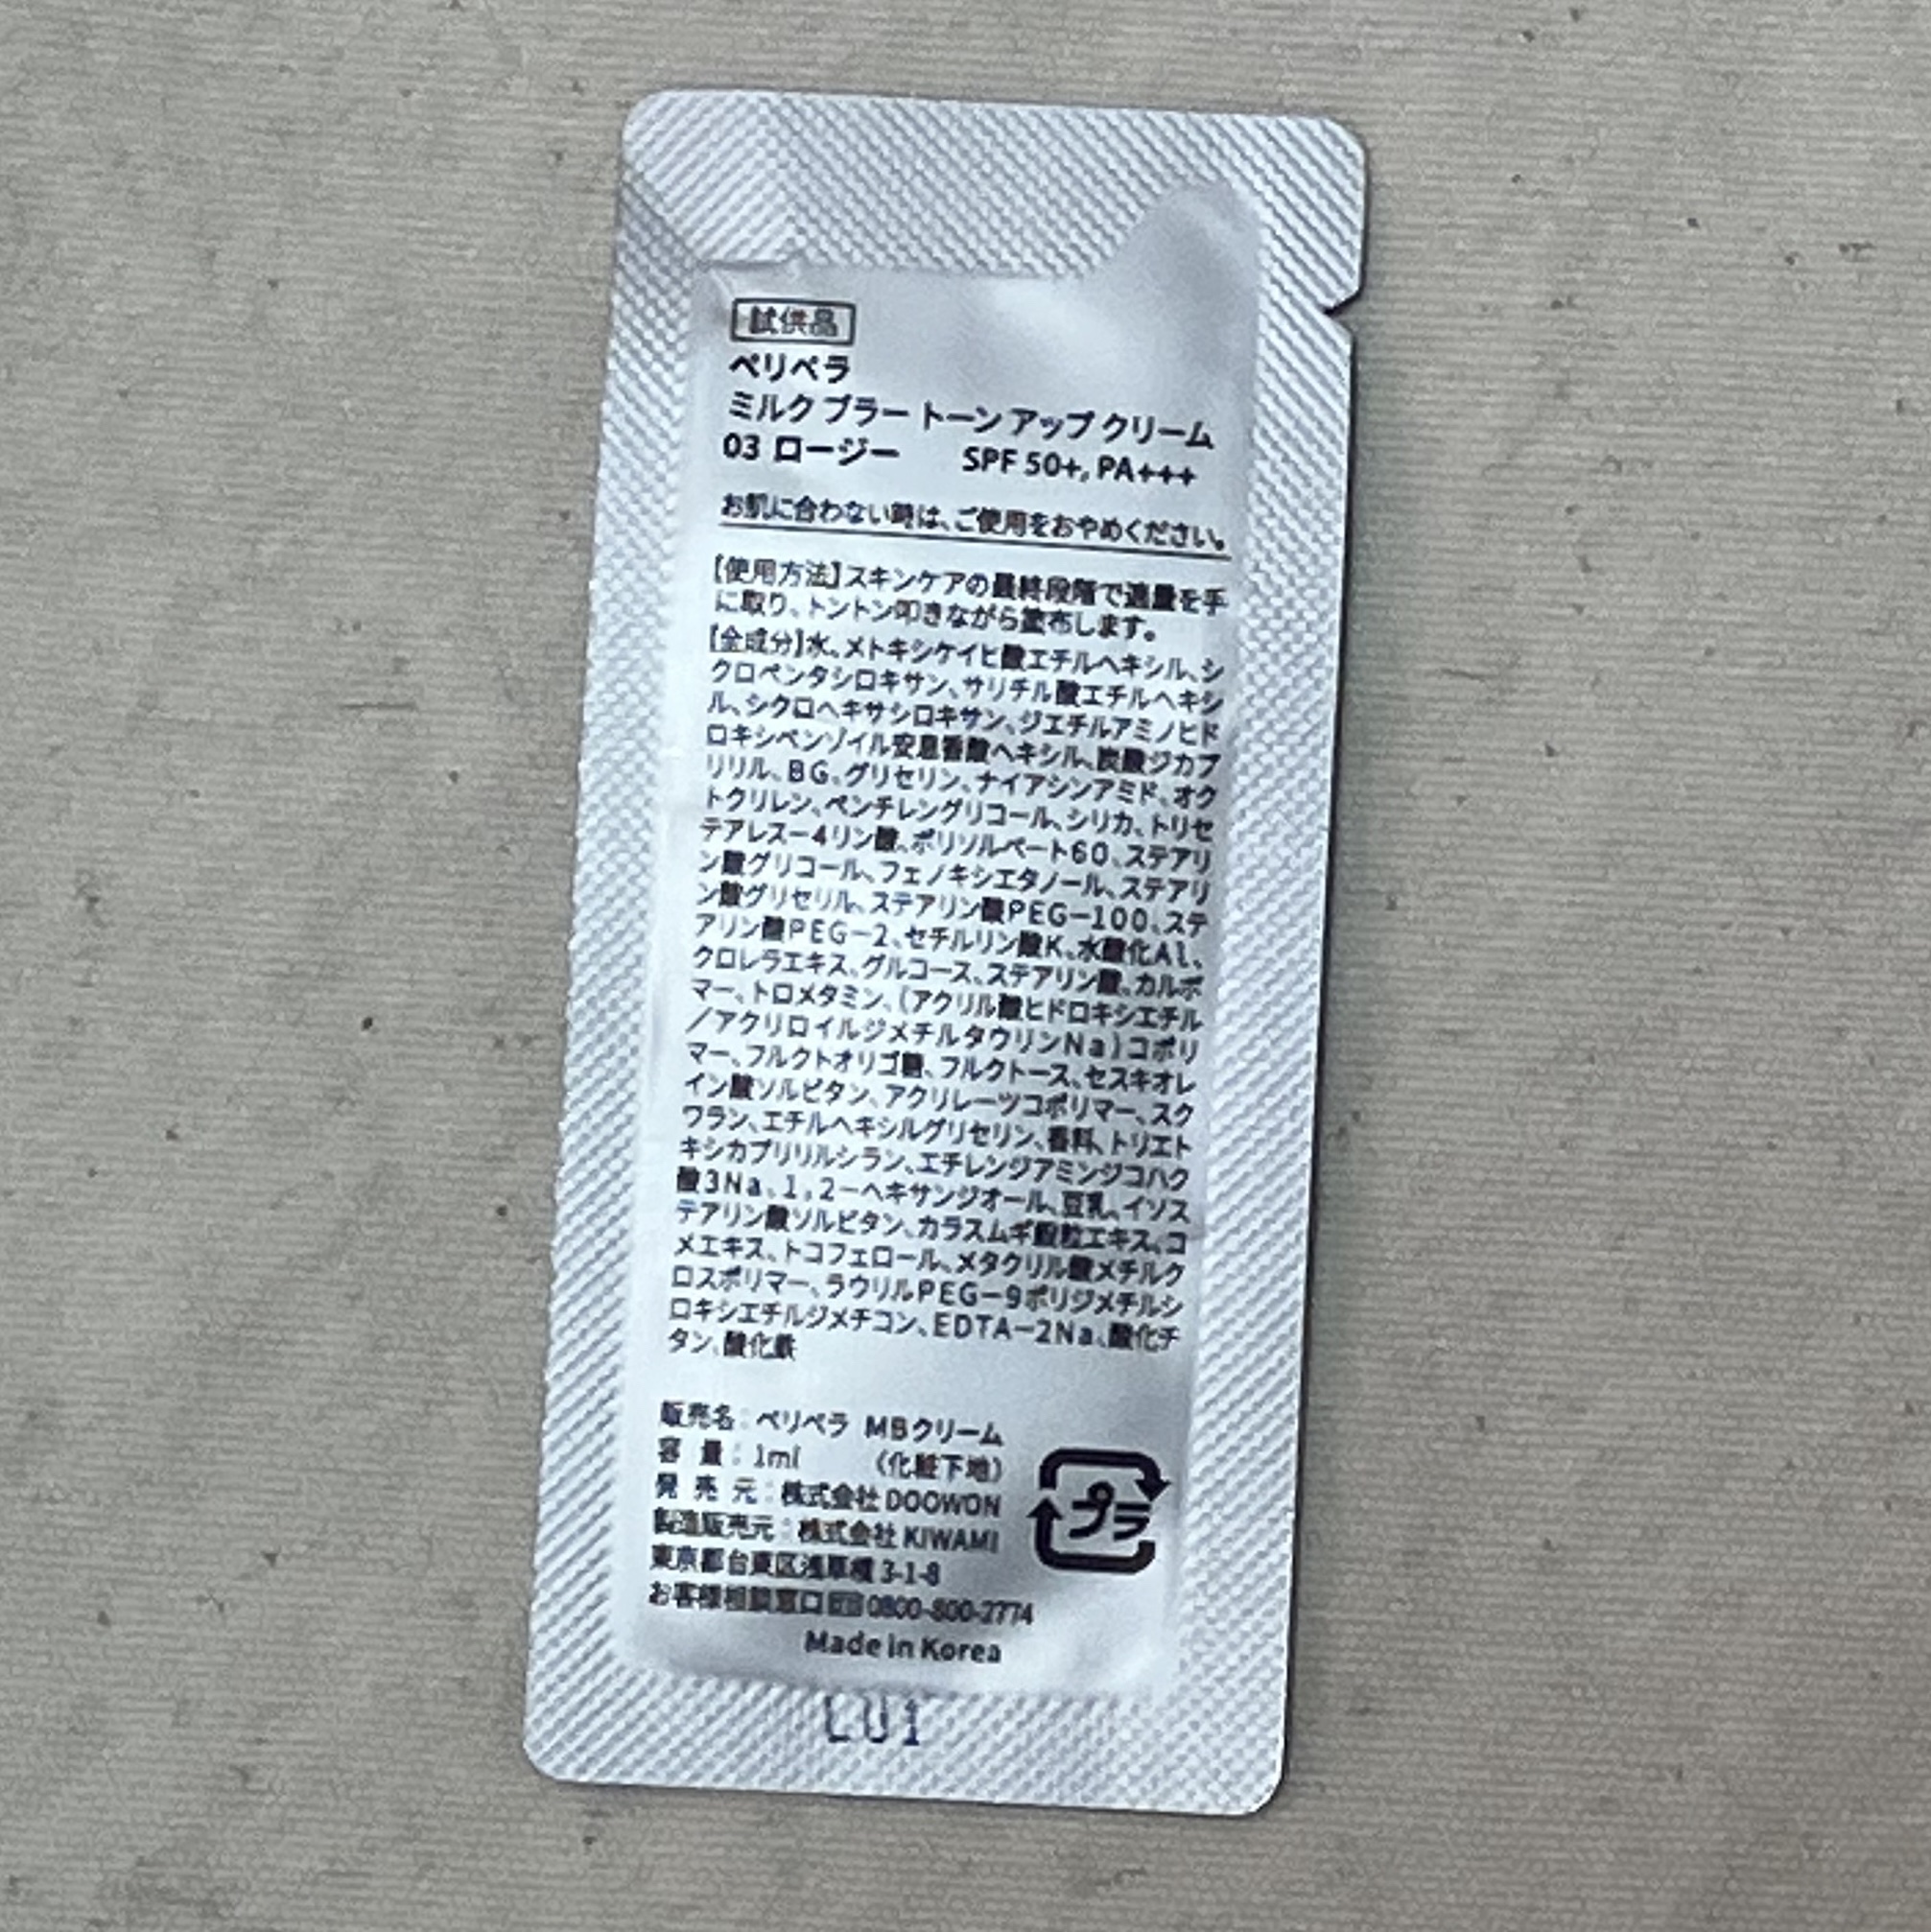 試供品
ペリペラ
ミルク ブラー トーン アップ クリーム
03 ロージー SPF 50+, PA+++
お肌に合わない時は、ご使用をおやめください。
【使用方法】スキンケアの最終段階で適量を手
に取り、トントン叩きながら塗布します。
【全成分】水、メトキシケイヒ酸エチルヘキシル、シ
クロペンタシロキサン、サリチル酸エチルヘキシ
ル、シクロヘキサシロキサン、ジエチルアミノヒド
ロキシベンゾイル安息香酸ヘキシル、炭酸ジカプ
リリル、BG、グリセリン、ナイアシンアミド、オク
トクリレン、ペンチレングリコール、シリカ、トリセ
テアレスー4リン酸、ポリソルベート60、ステアリ
ン酸グリコール、フェノキシエタノール、ステアリ
ン酸グリセリル、ステアリン酸PEG－100、ステ
アリン酸PEG－2、セチルリン酸K、水酸化Al、
クロレラエキス、グルコース、ステアリン酸、カルボ
マー、トロメタミン、(アクリル酸ヒドロキシエチル
/アクリロイルジメチルタウリンNa)コポリ
マー、フルクトオリゴ糖、フルクトース、セスキオレ
イン酸ソルビタン、アクリレーツコポリマー、スク
ワラン、エチルヘキシルグリセリン、香料、トリエト
キシカプリリルシラン、エチレンジアミンジコハク
酸3Na、1,2－ヘキサンジオール、豆乳、イソス
テアリン酸ソルビタン、カラスムギ穀粒エキス、コ
メエキス、トコフェロール、メタクリル酸メチルク
ロスポリマー、ラウリルPEG－9ポリジメチルシ
ロキシエチルジメチコン、EDTA－2Na、酸化チ
タン、酸化鉄
販売名：ペリペラ MBクリーム
容 量：1ml （化粧下地）
発 売 元：株式会社 DOOWON
製造販売元：株式会社 KIWAMI
東京都台東区浅草橋 3-1-8
お客様相談窓口 0800-800-2774
プラ
Made in Korea
L01